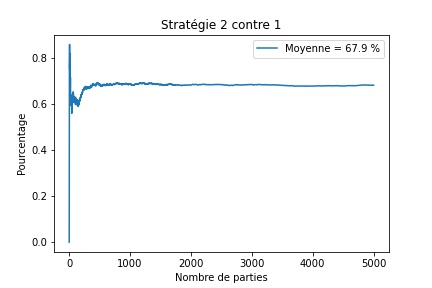 Stratégie 2 contre 1
Moyenne = 67.9 %
Pourcentage
0.8
0.6
0.4
0.2
0.0
0 1000 2000 3000 4000 5000
Nombre de parties